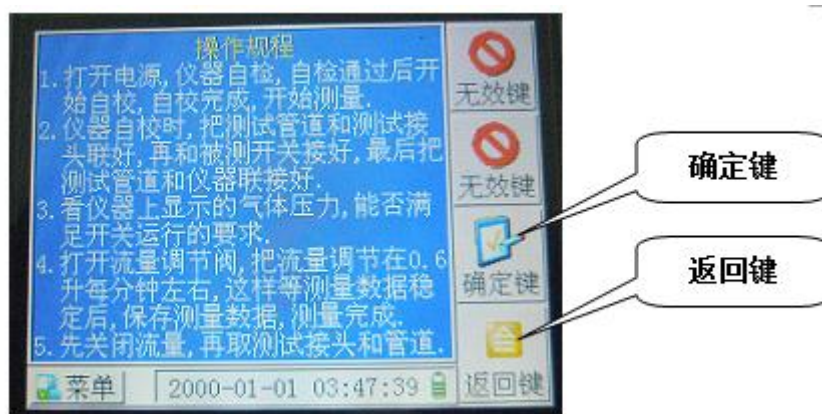 操作规程
1.打开电源,仪器自检,自检通过后开
始自校,自校完成,开始测量.
2.仪器自校时,把测试管道和测试接
头联好,再和被测开关接好,最后把
测试管道和仪器联接好.
3.看仪器上显示的气体压力,能否满
足开关运行的要求.
4.打开流量调节阀,把流量调节在0.6
升每分钟左右,这样等测量数据稳
定后,保存测量数据,测量完成.
5.先关闭流量,再取测试接头和管道.
无效键
无效键
确定键
返回键
菜单
2000-01-01 03:47:39
确定键
返回键